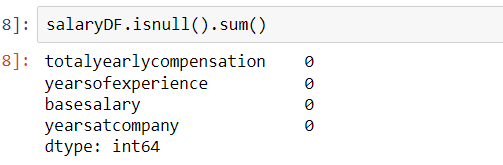 8]: salaryDF.isnull().sum()
8]: totalyearlycompensation    0
yearsofexperience          0
basesalary                 0
yearsatcompany             0
dtype: int64